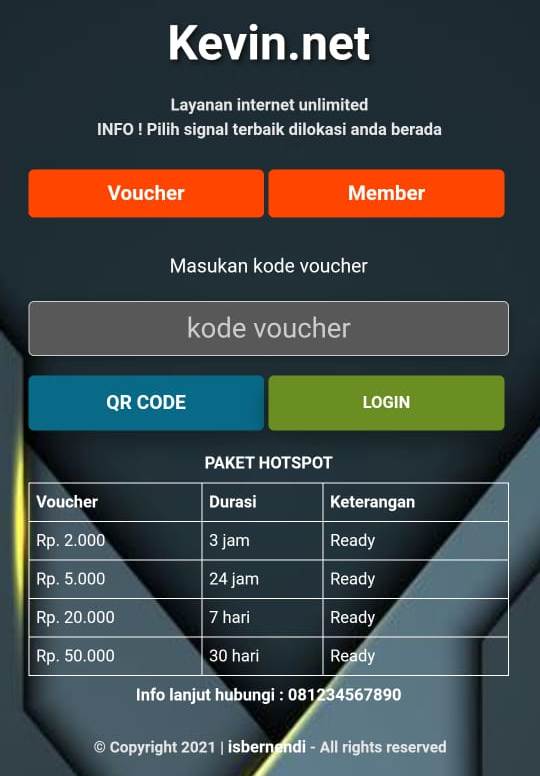 Kevin.net
Layanan internet unlimited
INFO ! Pilih signal terbaik dilokasi anda berada
Voucher Member
Masukan kode voucher
kode voucher
QR CODE LOGIN
PAKET HOTSPOT
Voucher Durasi Keterangan
Rp. 2.000 3 jam Ready
Rp. 5.000 24 jam Ready
Rp. 20.000 7 hari Ready
Rp. 50.000 30 hari Ready
Info lanjut hubungi : 081234567890
© Copyright 2021 | isbernendi - All rights reserved